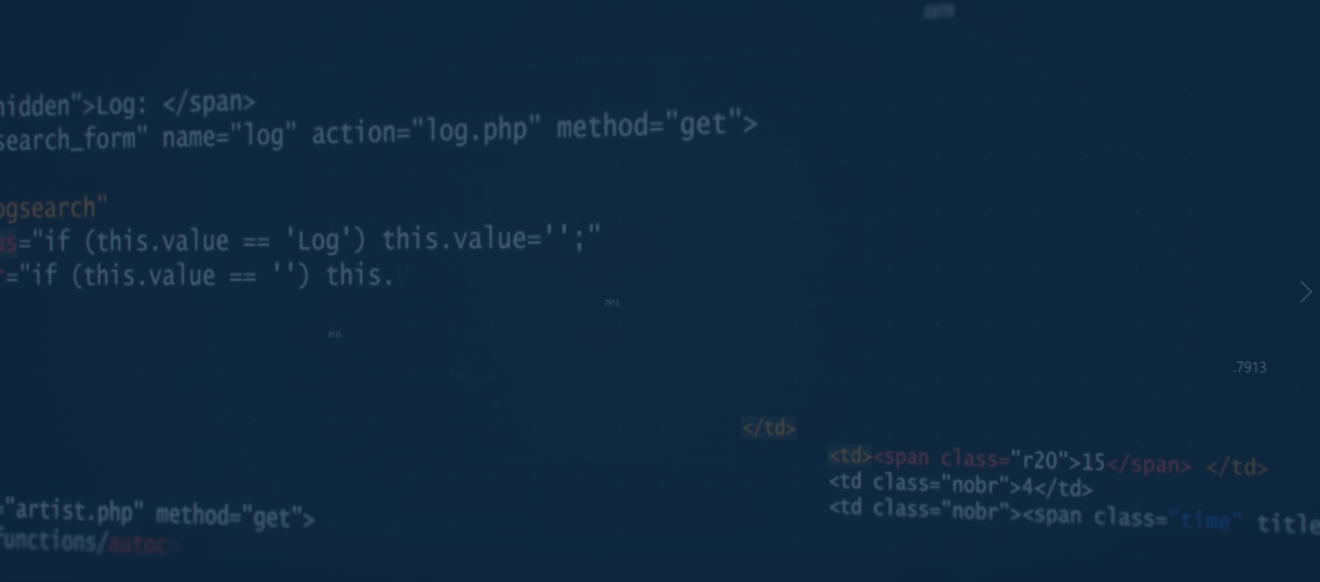 hidden">Log: </span>
search_form" name="log" action="log.php" method="get">
ogsearch"
us="if (this.value == 'Log') this.value='';"
="if (this.value == '') this.
.7913
.7913
</td>
<td><span class="r20">15</span> </td>
<td class="nobr">4</td>
<td class="nobr"><span class="time" title
="artist.php" method="get">
functions/autoc